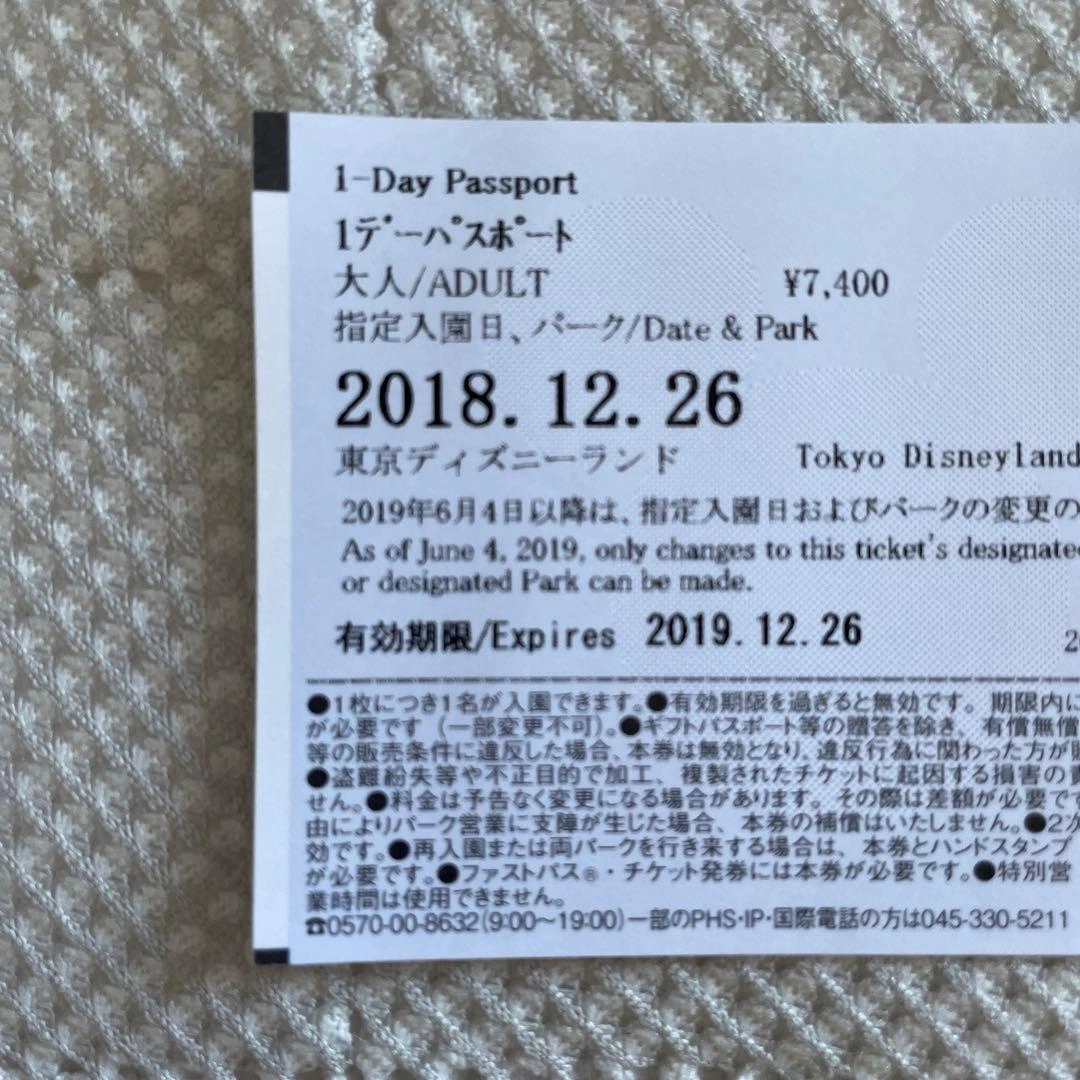 1-Day Passport
1デーパスポート
大人/ADULT ¥7,400
指定入園日、パーク/Date & Park
2018.12.26
東京ディズニーランド Tokyo Disneyland
2019年6月4日以降は、指定入園日およびパークの変更の
As of June 4, 2019, only changes to this ticket's designated
or designated Park can be made.
有効期限/Expires 2019.12.26
●1枚につき1名が入園できます。●有効期限を過ぎると無効です。期限内に
が必要です（一部変更不可）。●ギフトパスポート等の贈答を除き、有償無償
等の販売条件に違反した場合、本券は無効となり、違反行為に関わった方が
●盗難紛失等や不正目的で加工、複製されたチケットに起因する損害の責
せん。●料金は予告なく変更になる場合があります。その際は差額が必要です
由によりパーク営業に支障が生じた場合、本券の補償はいたしません。●2次
効です。●再入園または両パークを行き来する場合は、本券とハンドスタンプ
が必要です。●ファストパス®・チケット発券には本券が必要です。●特別営
業時間は使用できません。
☎0570-00-8632(9:00〜19:00)一部のPHS・IP・国際電話の方は045-330-5211